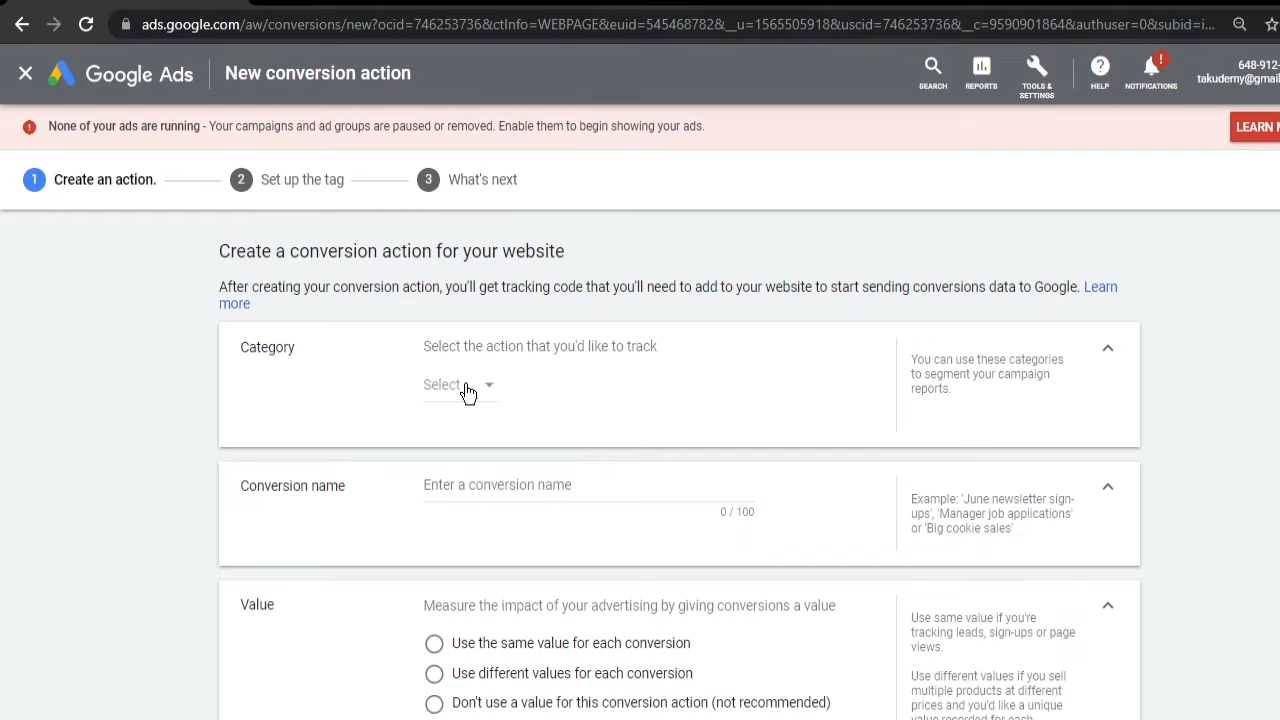 ads.google.com/aw/conversions/new?ocid=746253736&ctInfo=WEBPAGE&euid=545468782&__u=1565505918&uscid=746253736&__c=9590901864&authuser=0&subid=i...
Google Ads
New conversion action
SEARCH
REPORTS
TOOLS &
SETTINGS
HELP
!
NOTIFICATIONS
648-912-
takudemy@gmail
! None of your ads are running - Your campaigns and ad groups are paused or removed. Enable them to begin showing your ads.
LEARN M
1 Create an action.
2 Set up the tag
3 What's next
Create a conversion action for your website
After creating your conversion action, you'll get tracking code that you'll need to add to your website to start sending conversions data to Google. Learn
more
Category
Select the action that you'd like to track
Select
You can use these categories
to segment your campaign
reports.
Conversion name
Enter a conversion name
0 / 100
Example: 'June newsletter sign-
ups', 'Manager job applications'
or 'Big cookie sales'
Value
Measure the impact of your advertising by giving conversions a value
Use the same value for each conversion
Use different values for each conversion
Don't use a value for this conversion action (not recommended)
Use same value if you're
tracking leads, sign-ups or page
views.
Use different values if you sell
multiple products at different
prices and you'd like a unique
value recorded for each